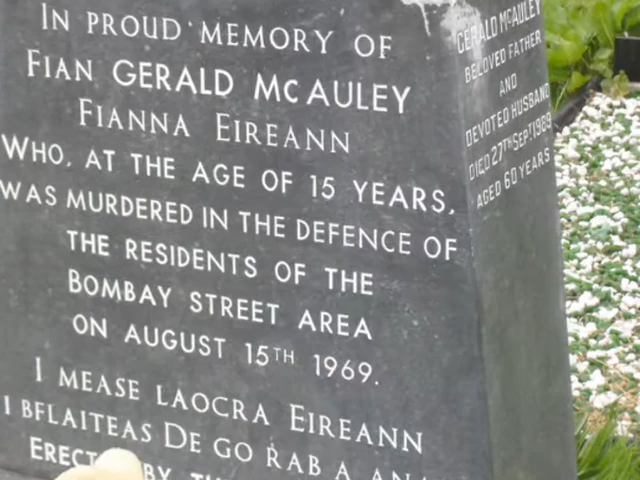 IN PROUD MEMORY OF
FIAN GERALD MCAULEY
FIANNA EIREANN
WHO, AT THE AGE OF 15 YEARS,
WAS MURDERED IN THE DEFENCE OF
THE RESIDENTS OF THE
BOMBAY STREET AREA
ON AUGUST 15TH 1969.
I MEASE LAOCRA EIREANN
I BFLAITEAS DE GO RAB A
BY
GERALD MCAULEY
BELOVED FATHER
AND
DEVOTED HUSBAND
DIED 27TH SEPT 1989
AGED 60 YEARS